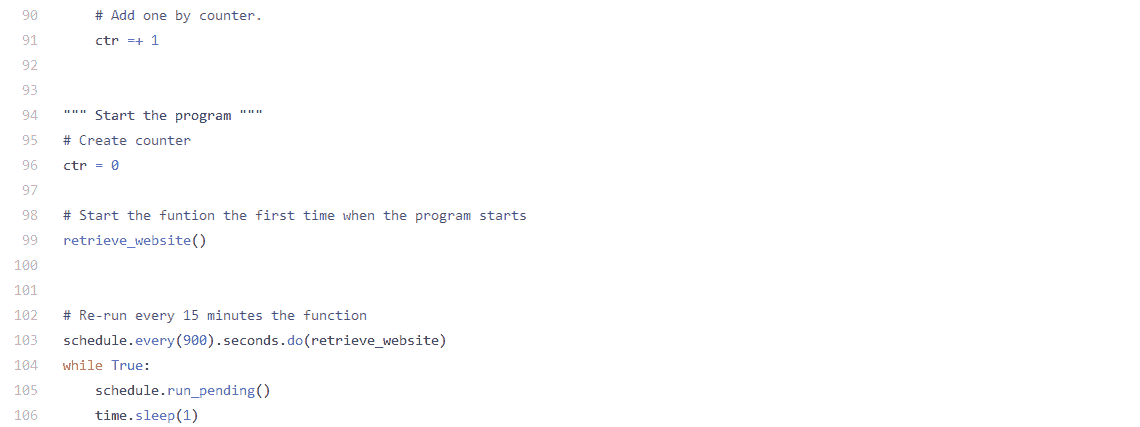 90 # Add one by counter.
91 ctr =+ 1
92
93
94 """ Start the program """
95 # Create counter
96 ctr = 0
97
98 # Start the funtion the first time when the program starts
99 retrieve_website()
100
101
102 # Re-run every 15 minutes the function
103 schedule.every(900).seconds.do(retrieve_website)
104 while True:
105 schedule.run_pending()
106 time.sleep(1)